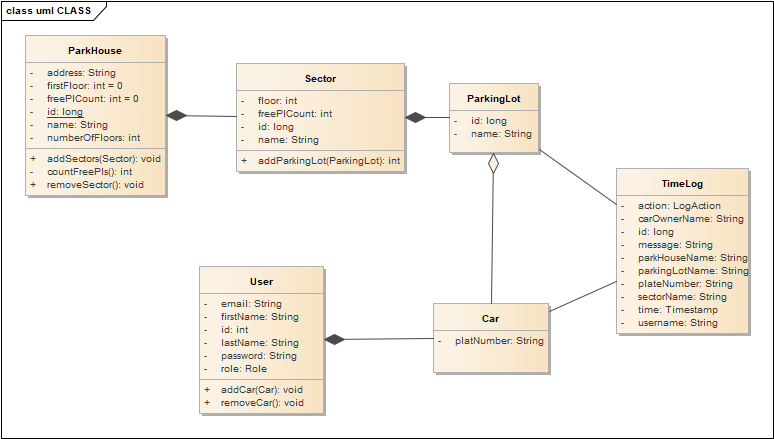 class uml CLASS
ParkHouse
- address: String
- firstFloor: int = 0
- freePlCount: int = 0
- id: long
- name: String
- numberOfFloors: int
+ addSectors(Sector): void
- countFreePls(): int
+ removeSector(): void
Sector
- floor: int
- freePlCount: int
- id: long
- name: String
+ addParkingLot(ParkingLot): int
ParkingLot
- id: long
- name: String
TimeLog
- action: LogAction
- carOwnerName: String
- id: long
- message: String
- parkHouseName: String
- parkingLotName: String
- plateNumber: String
- sectorName: String
- time: Timestamp
- username: String
User
- email: String
- firstName: String
- id: int
- lastName: String
- password: String
- role: Role
+ addCar(Car): void
+ removeCar(): void
Car
- platNumber: String